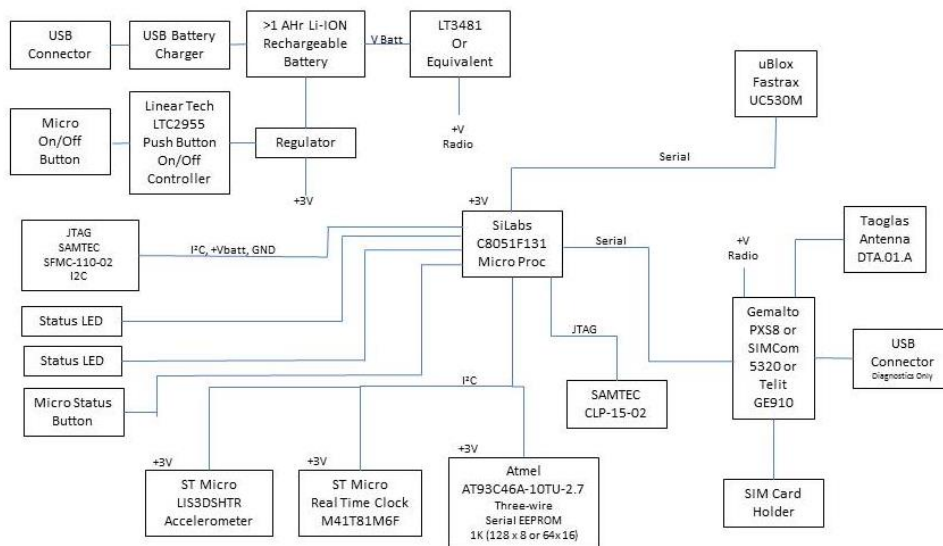 USB
Connector
USB Battery
Charger
>1 AHr Li-ION
Rechargeable
Battery
V Batt
LT3481
Or
Equivalent
uBlox
Fastrax
UC530M
Micro
On/Off
Button
Linear Tech
LTC2955
Push Button
On/Off
Controller
Regulator
+V
Radio
Serial
+3V
+3V
JTAG
SAMTEC
SFMC-110-02
I2C
I²C, +Vbatt, GND
SiLabs
C8051F131
Micro Proc
Serial
+V
Radio
Taoglas
Antenna
DTA.01.A
Status LED
Status LED
Micro Status
Button
I²C
JTAG
SAMTEC
CLP-15-02
Gemalto
PXS8 or
SIMCom
5320 or
Telit
GE910
USB
Connector
Diagnostics Only
+3V
ST Micro
LIS3DSHTR
Accelerometer
+3V
ST Micro
Real Time Clock
M41T81M6F
+3V
Atmel
AT93C46A-10TU-2.7
Three-wire
Serial EEPROM
1K (128 x 8 or 64x16)
SIM Card
Holder